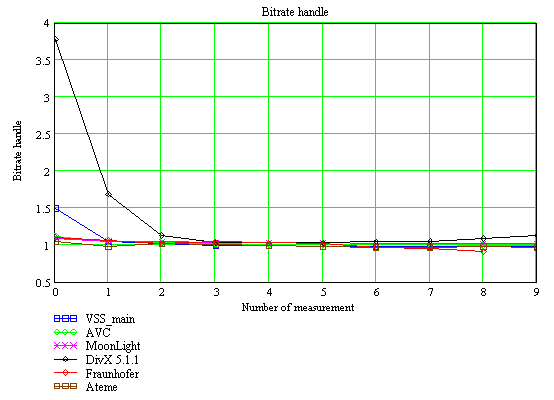 Bitrate handle
4
3.5
3
2.5
2
1.5
1
0.5
Bitrate handle
0 1 2 3 4 5 6 7 8 9
Number of measurement
VSS_main
AVC
MoonLight
DivX 5.1.1
Fraunhofer
Ateme